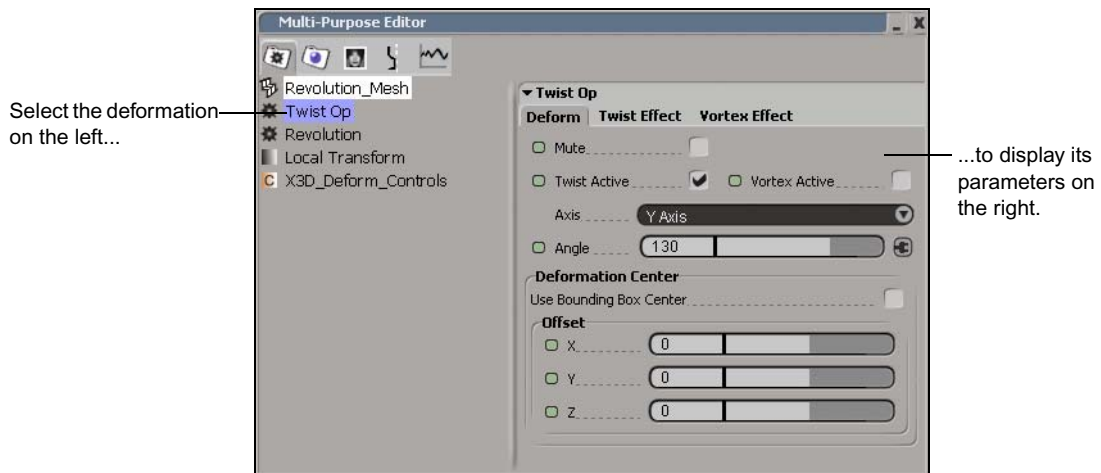 Multi-Purpose Editor
Revolution_Mesh
Twist Op
Revolution
Local Transform
C X3D_Deform_Controls
Select the deformation
on the left...
Twist Op
Deform Twist Effect Vortex Effect
Mute
Twist Active Vortex Active
Axis Y Axis
Angle 130
Deformation Center
Use Bounding Box Center
Offset
X 0
Y 0
Z 0
...to display its
parameters on
the right.